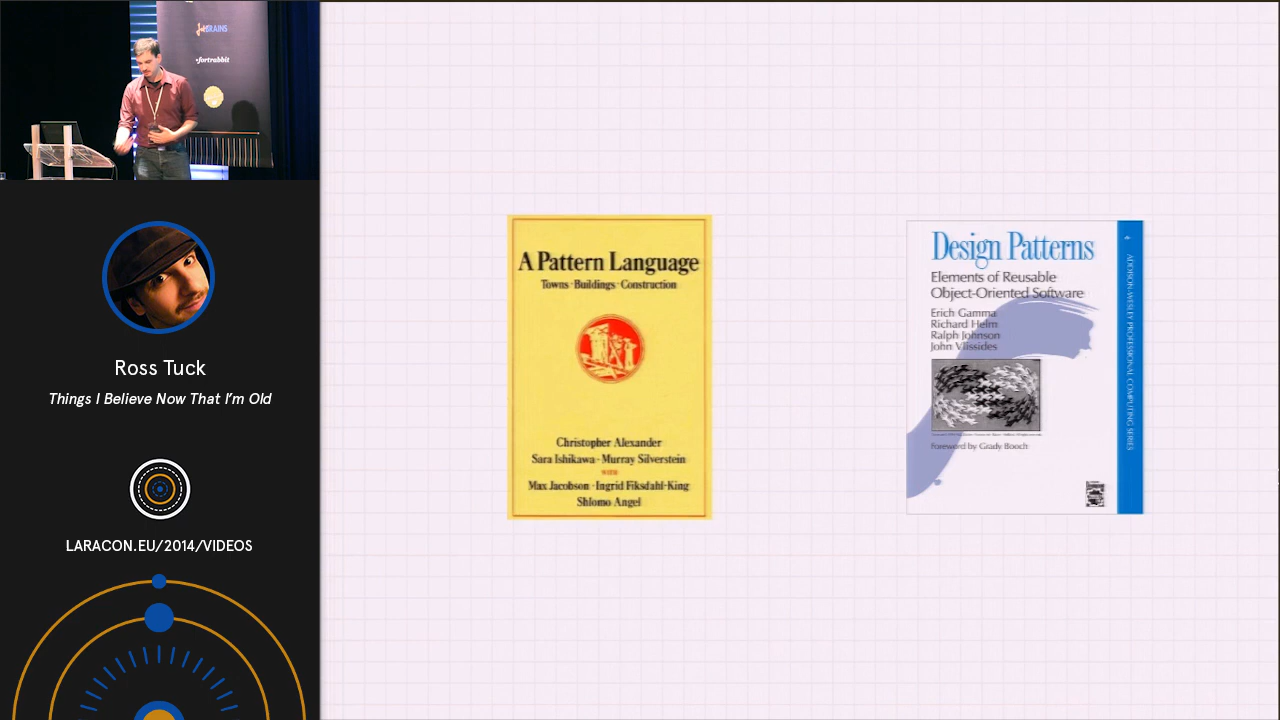 JetBRAINS
fortrabbit
Ross Tuck
Things I Believe Now That I'm Old
LARACON.EU/2014/VIDEOS
A Pattern Language
Towns · Buildings · Construction
Christopher Alexander
Sara Ishikawa · Murray Silverstein
WITH
Max Jacobson · Ingrid Fiksdahl-King
Shlomo Angel
Design Patterns
Elements of Reusable
Object-Oriented Software
Erich Gamma
Richard Helm
Ralph Johnson
John Vlissides
Foreword by Grady Booch
ADDISON-WESLEY PROFESSIONAL COMPUTING SERIES